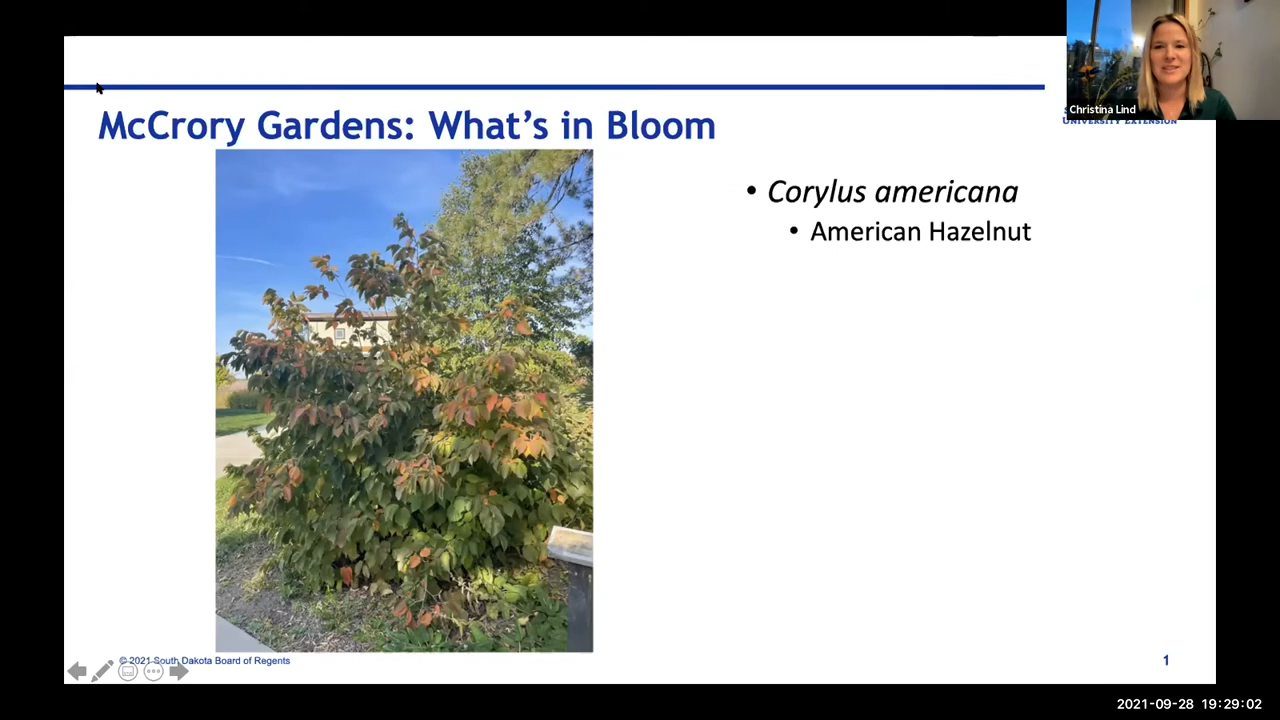 Christina Lind
UNIVERSITY EXTENSION
McCrory Gardens: What's in Bloom
• Corylus americana
• American Hazelnut
© 2021 South Dakota Board of Regents
1
2021-09-28 19:29:02